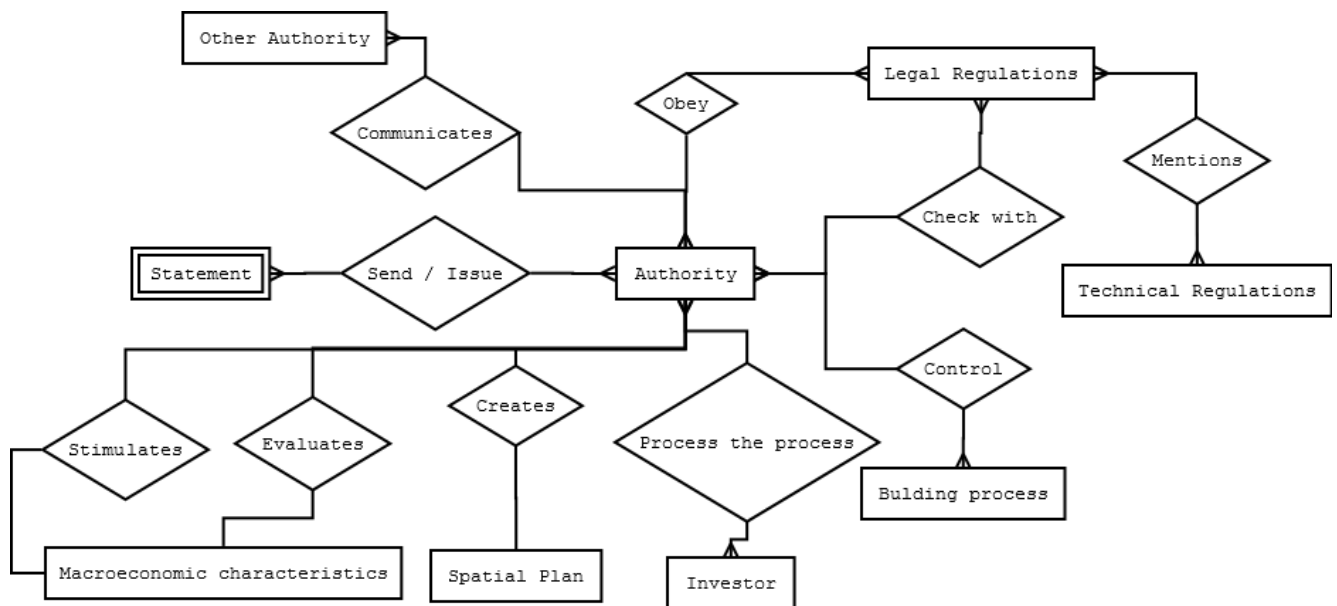 Other Authority
Legal Regulations
Obey
Communicates
Mentions
Check with
Statement
Send / Issue
Authority
Technical Regulations
Control
Creates
Stimulates
Evaluates
Process the process
Bulding process
Macroeconomic characteristics
Spatial Plan
Investor